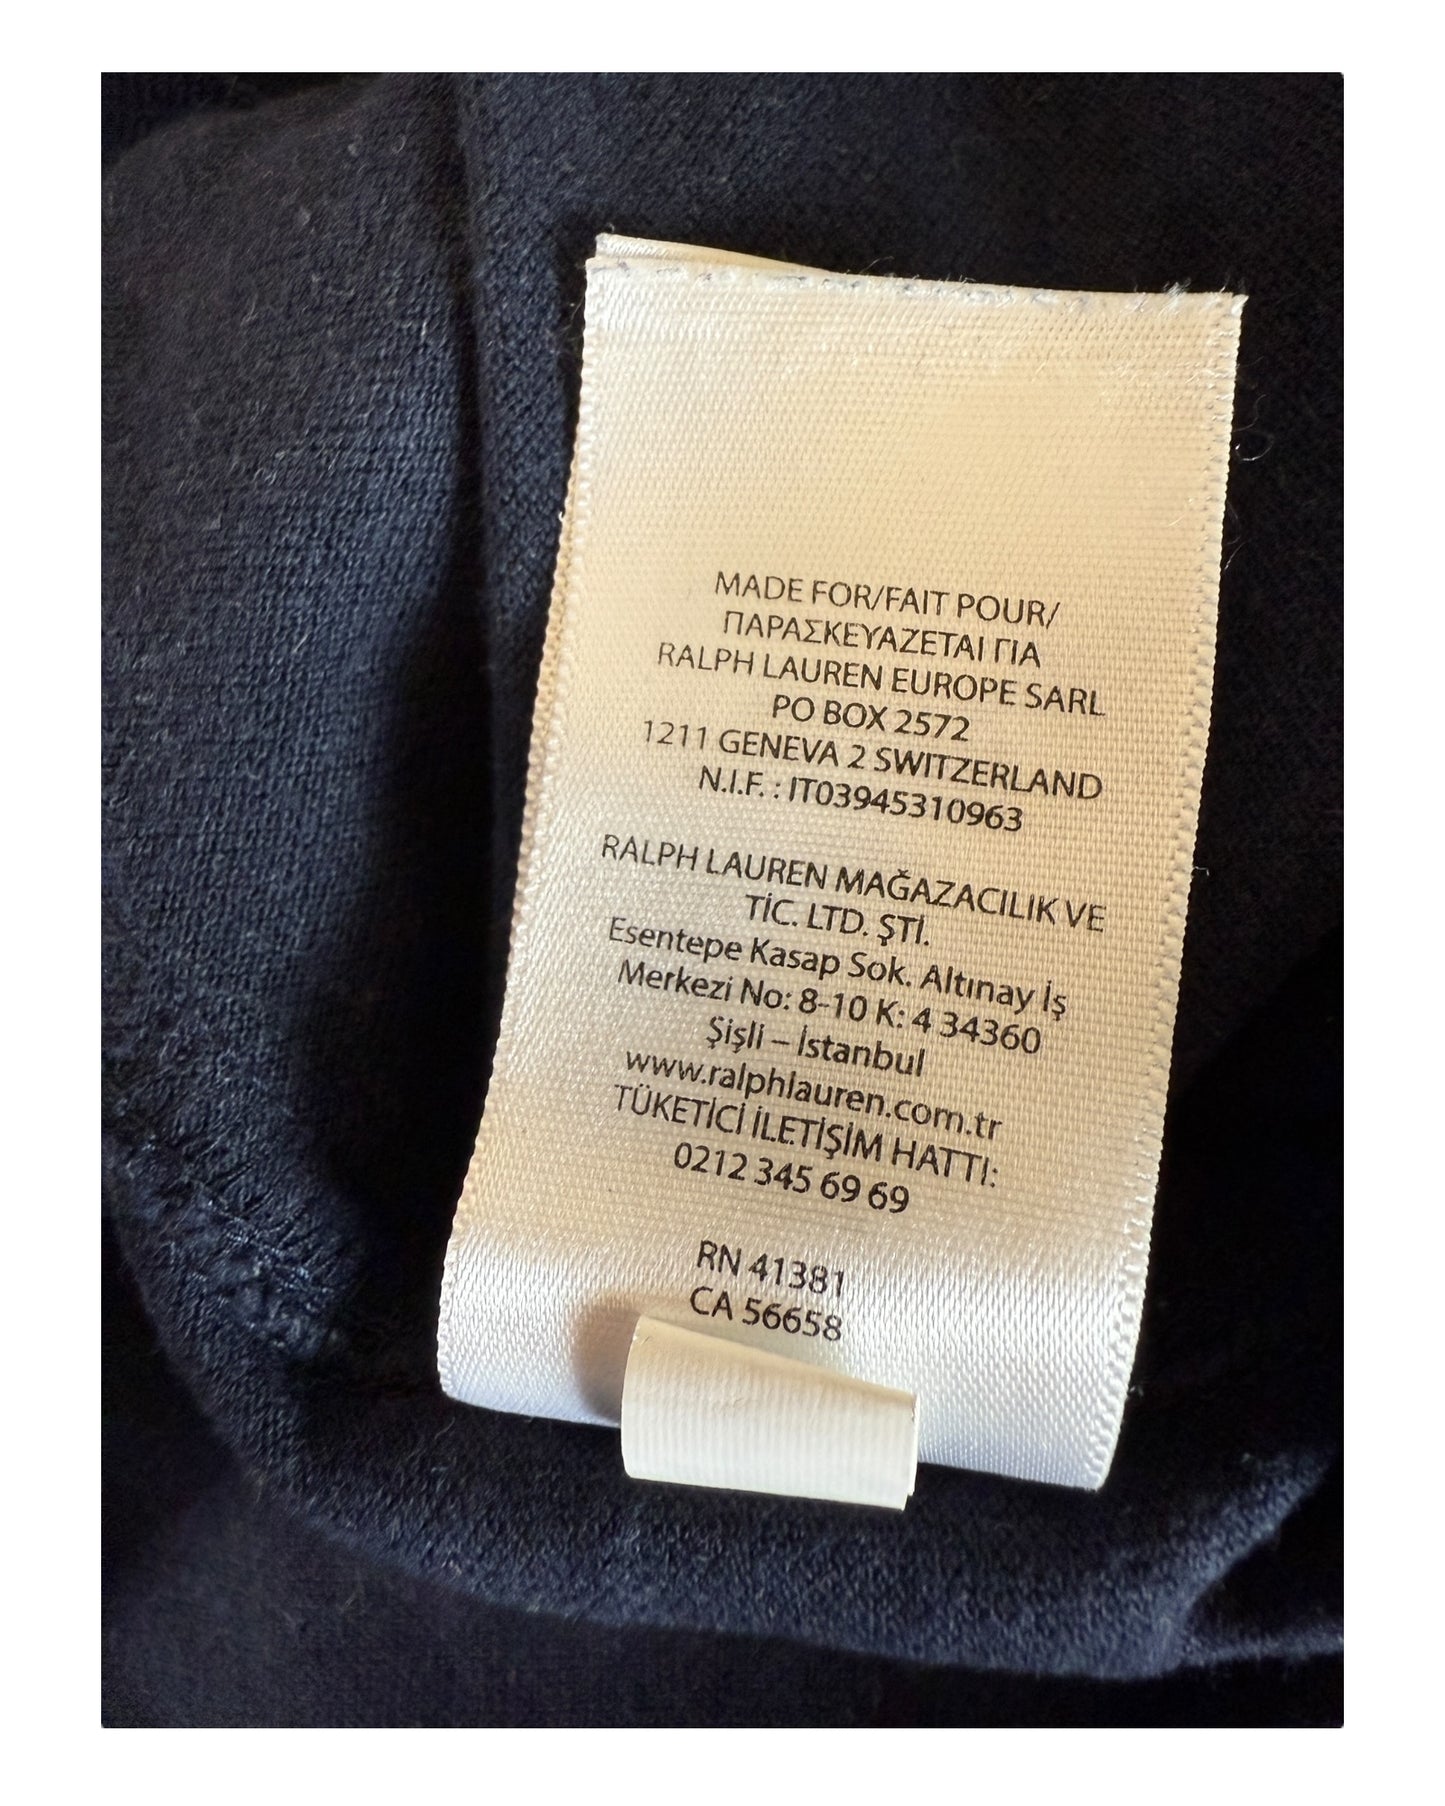 MADE FOR/FAIT POUR/
ΠΑΡΑΣΚΕΥΑΖΕΤΑΙ ΓΙΑ
RALPH LAUREN EUROPE SARL
PO BOX 2572
1211 GENEVA 2 SWITZERLAND
N.I.F. : IT03945310963
RALPH LAUREN MAĞAZACILIK VE
TİC. LTD. ŞTİ.
Esentepe Kasap Sok. Altınay İş
Merkezi No: 8-10 K: 4 34360
Şişli – İstanbul
www.ralphlauren.com.tr
TÜKETİCİ İLETİŞİM HATTI:
0212 345 69 69
RN 41381
CA 56658